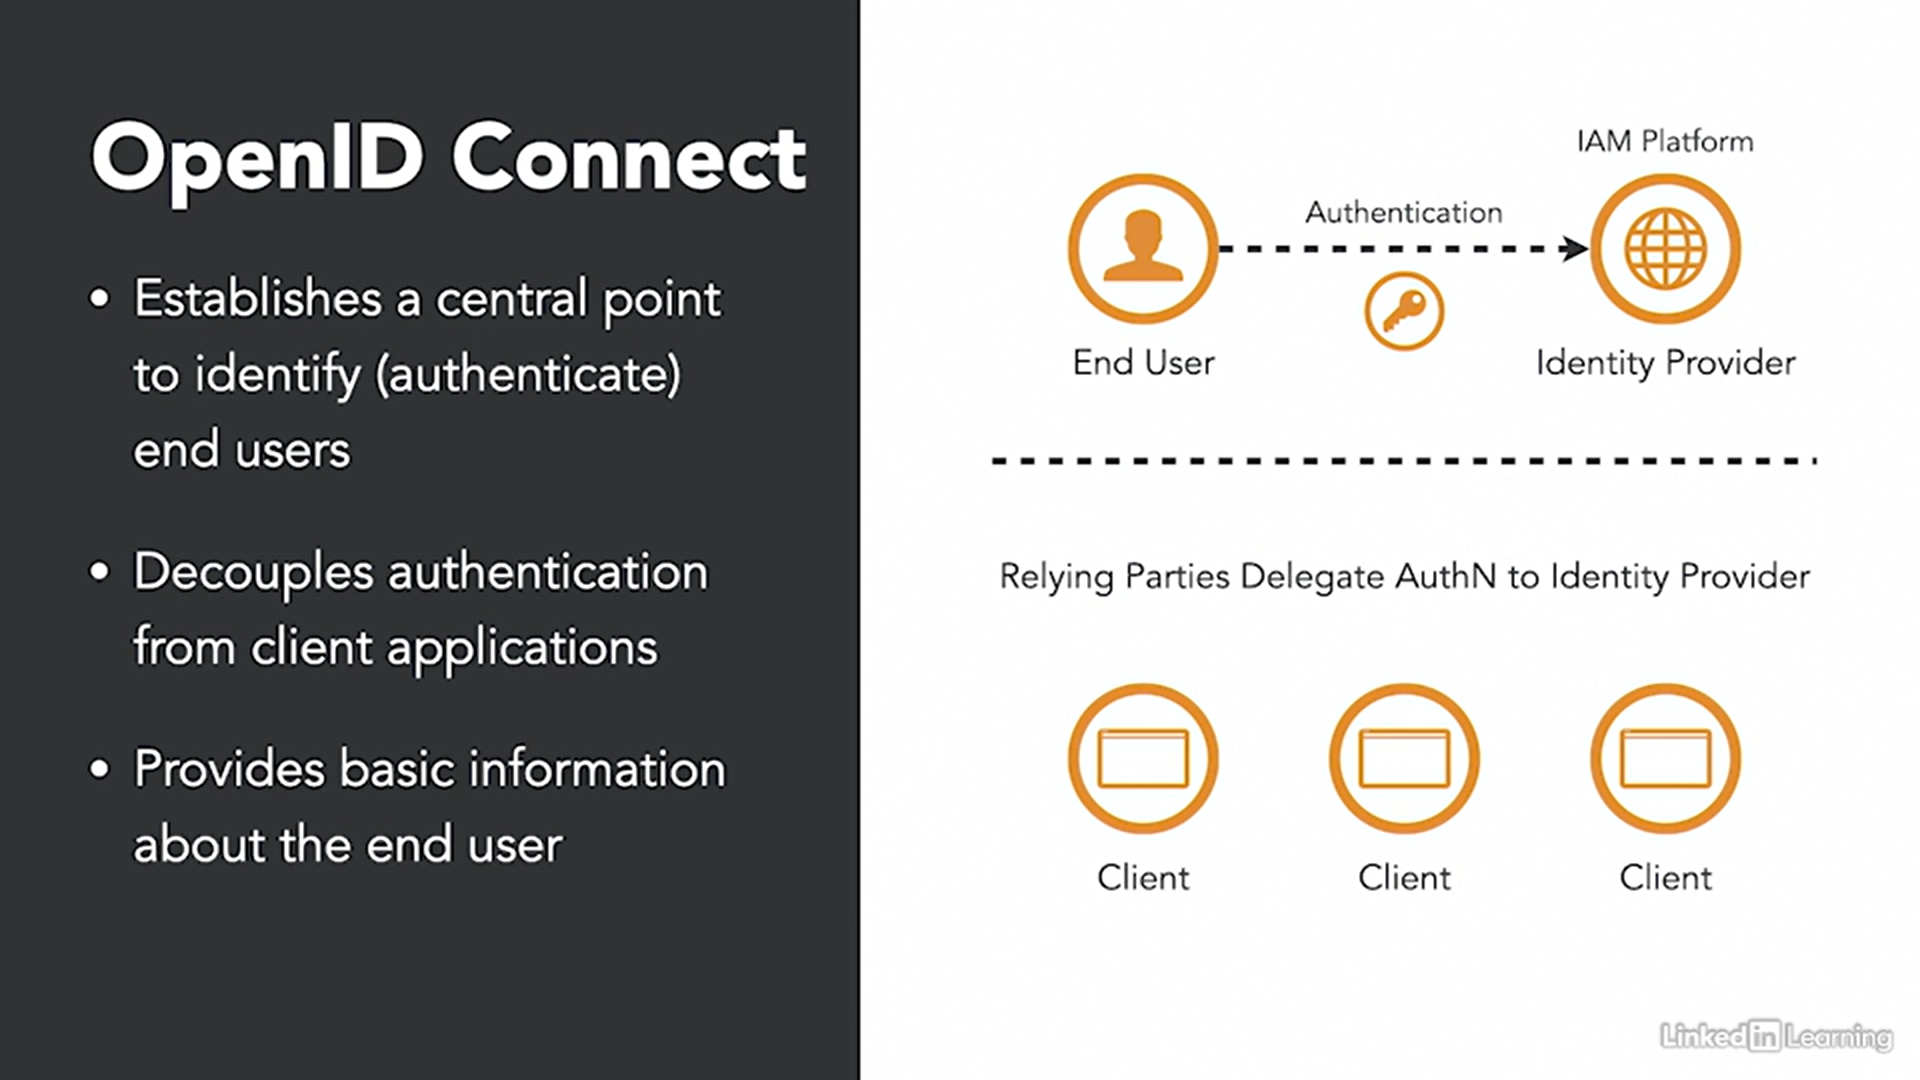 OpenID Connect
• Establishes a central point
to identify (authenticate)
end users
• Decouples authentication
from client applications
• Provides basic information
about the end user
IAM Platform
Authentication
End User
Identity Provider
Relying Parties Delegate AuthN to Identity Provider
Client
Client
Client
Linked in Learning